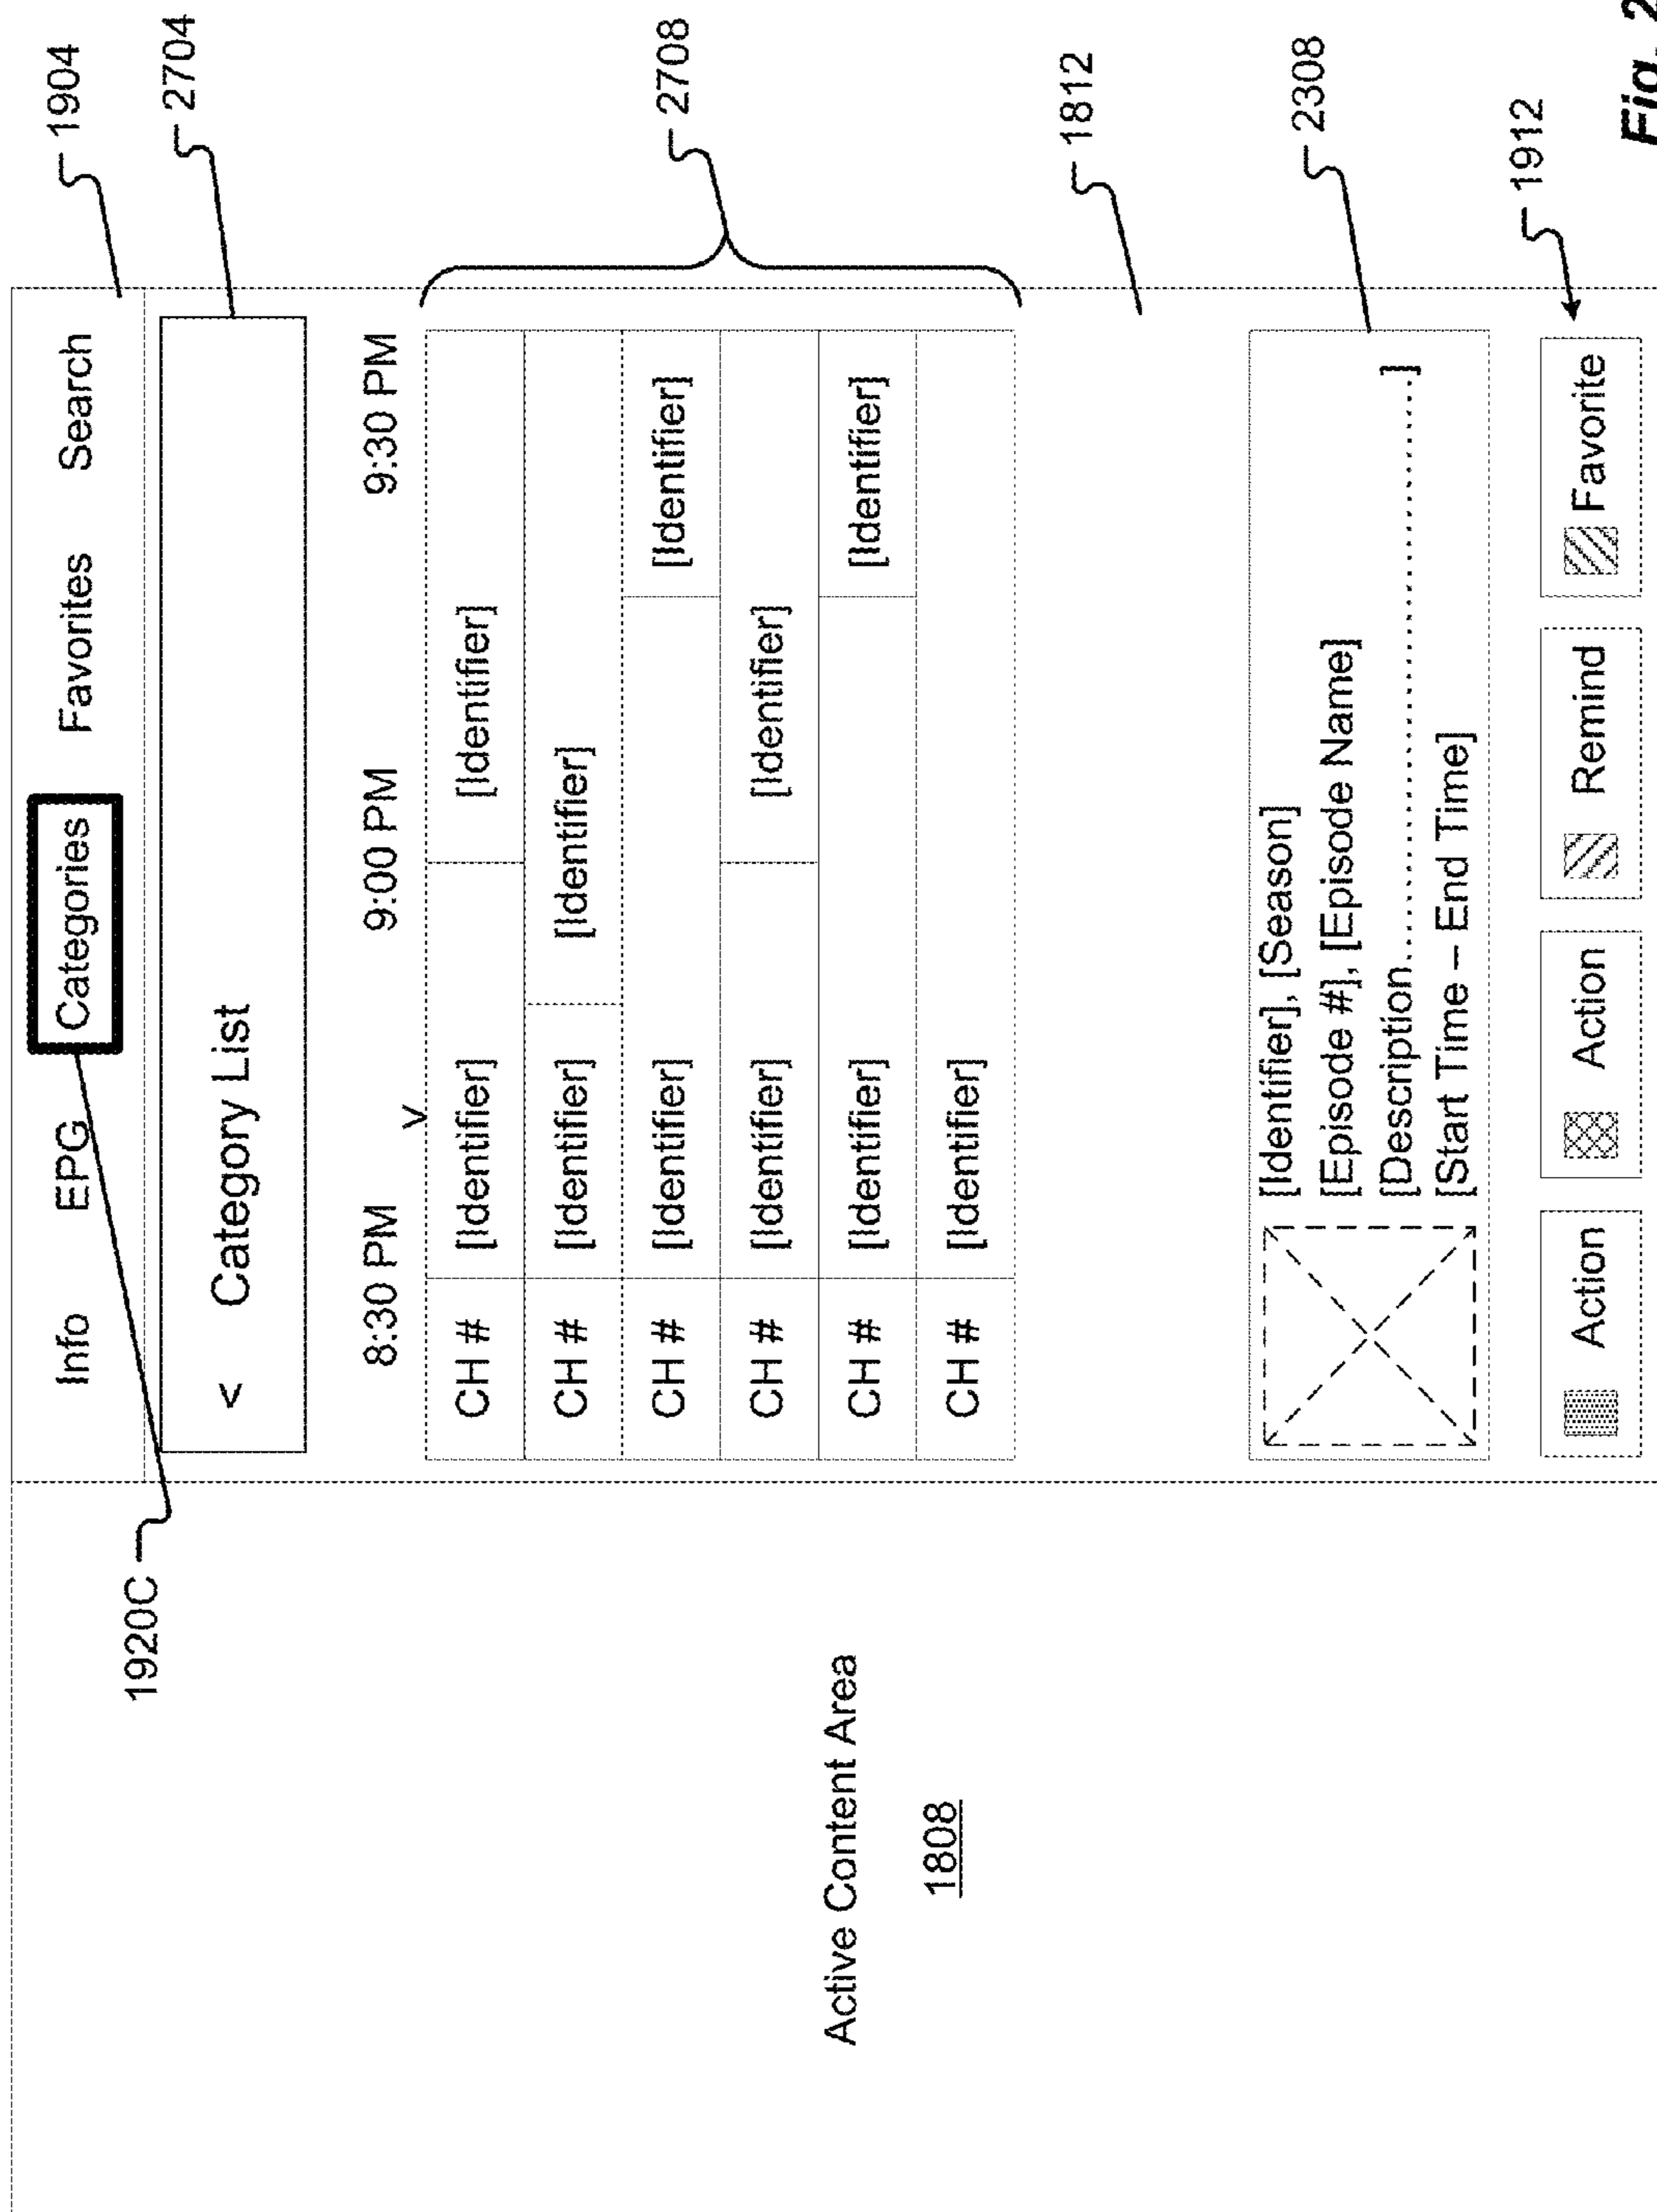 Info EPG Categories Favorites Search
1904
1920C
< Category List
2704
8:30 PM 9:00 PM 9:30 PM
v
CH # [Identifier] [Identifier]
CH # [Identifier] [Identifier]
CH # [Identifier] [Identifier]
CH # [Identifier] [Identifier]
CH # [Identifier] [Identifier]
CH # [Identifier]
2708
Active Content Area
1808
1812
[Identifier], [Season]
[Episode #], [Episode Name]
[Description.......................................]
[Start Time – End Time]
2308
Action Action Remind Favorite
1912
Fig. 2